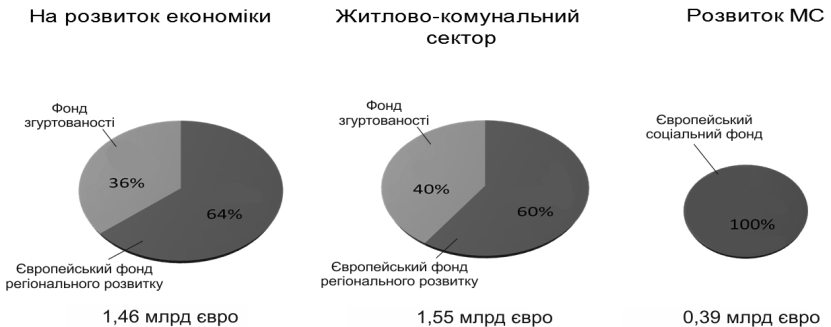 На розвиток економіки
Фонд
згуртованості
36%
64%
Європейський фонд
регіонального розвитку
1,46 млрд євро
Житлово-комунальний
сектор
Фонд
згуртованості
40%
60%
Європейський фонд
регіонального розвитку
1,55 млрд євро
Розвиток МС
Європейський
соціальний фонд
100%
0,39 млрд євро